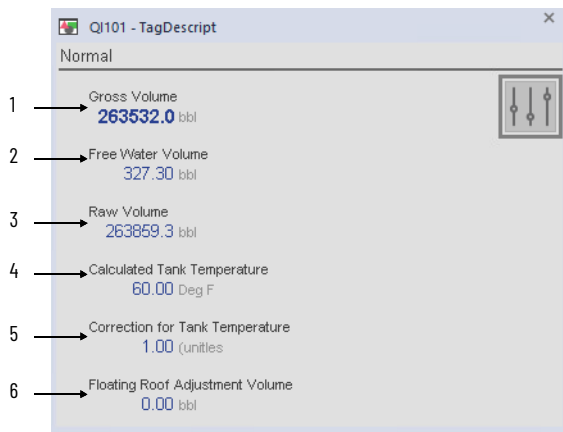 QI101 - TagDescript
×
Normal
1
Gross Volume
263532.0 bbl
2
Free Water Volume
327.30 bbl
3
Raw Volume
263859.3 bbl
4
Calculated Tank Temperature
60.00 Deg F
5
Correction for Tank Temperature
1.00 (unitles
6
Floating Roof Adjustment Volume
0.00 bbl